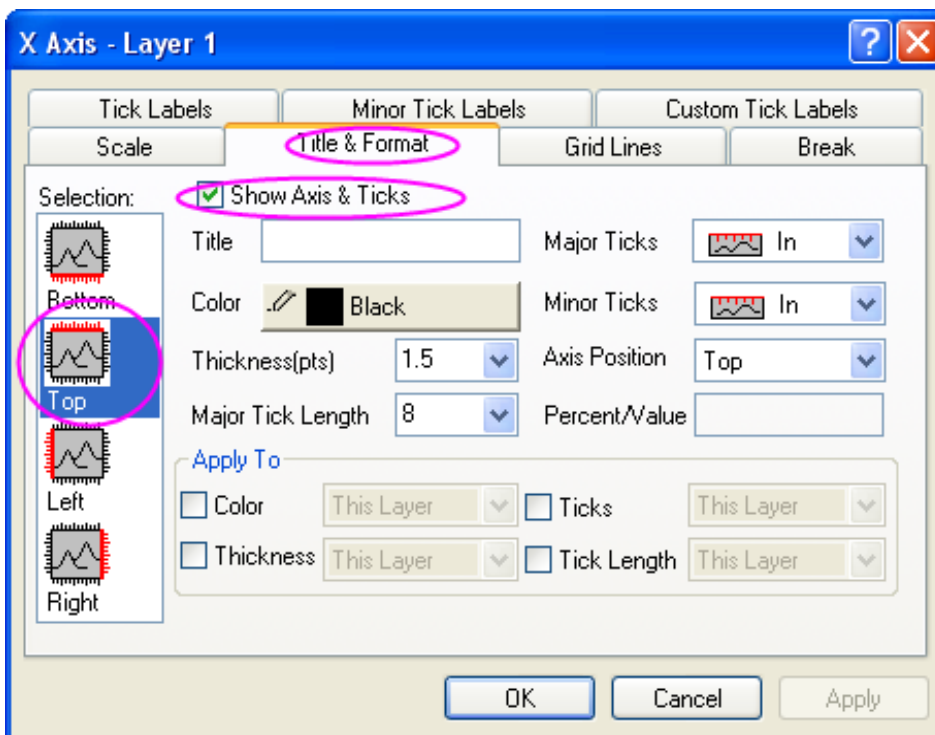 X Axis - Layer 1
Tick Labels Minor Tick Labels Custom Tick Labels
Scale Title & Format Grid Lines Break
Selection: Show Axis & Ticks
Title Major Ticks In
Bottom Color Black Minor Ticks In
Thickness(pts) 1.5 Axis Position Top
Top Major Tick Length 8 Percent/Value
Apply To
Left Color This Layer Ticks This Layer
Thickness This Layer Tick Length This Layer
Right
OK Cancel Apply